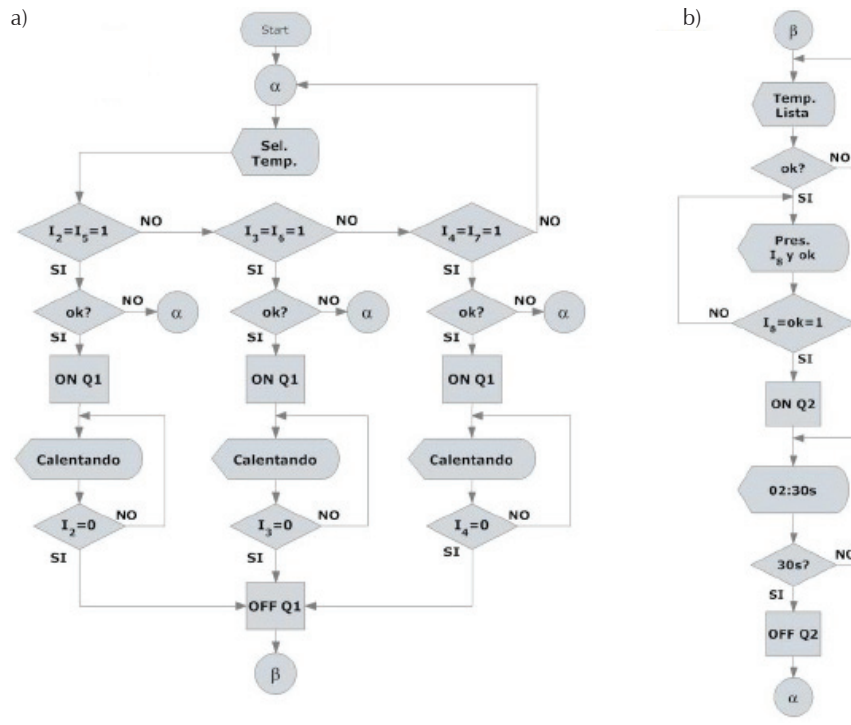 a)
Start
α
Sel.
Temp.
I2=I5=1
NO
I3=I6=1
NO
I4=I7=1
NO
SI
SI
SI
ok?
NO
α
ok?
NO
α
ok?
NO
α
SI
SI
SI
ON Q1
ON Q1
ON Q1
Calentando
Calentando
Calentando
I2=0
NO
I3=0
NO
I4=0
NO
SI
SI
SI
OFF Q1
β
b)
β
Temp.
Lista
ok?
NO
SI
Pres.
I8 y ok
NO
I8=ok=1
SI
ON Q2
02:30s
30s?
NO
SI
OFF Q2
α